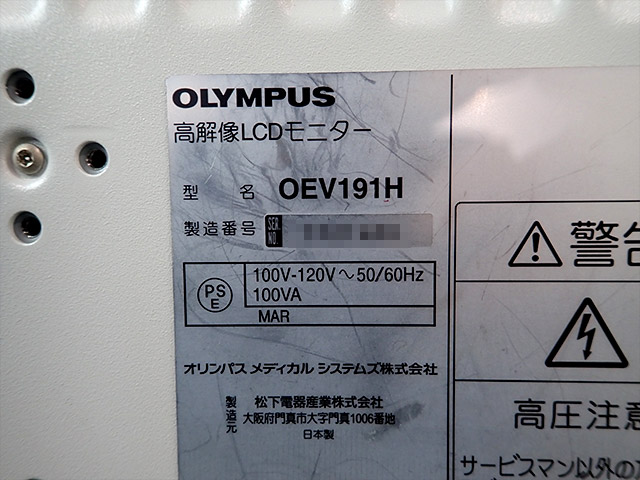 OLYMPUS
高解像LCDモニター
型 名 OEV191H
製造番号 SER. NO.
PS E
100V-120V～50/60Hz
100VA
MAR
オリンパス メディカル システムズ株式会社
製造元
松下電器産業株式会社
大阪府門真市大字門真1006番地
日本製
警告
高圧注意
サービスマン以外の